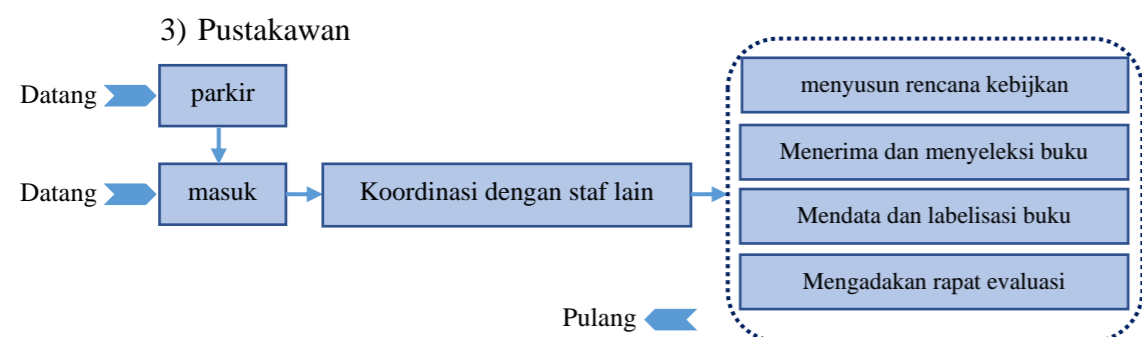 3) Pustakawan
Datang
parkir
menyusun rencana kebijkan
Menerima dan menyeleksi buku
Datang
masuk
Koordinasi dengan staf lain
Mendata dan labelisasi buku
Mengadakan rapat evaluasi
Pulang